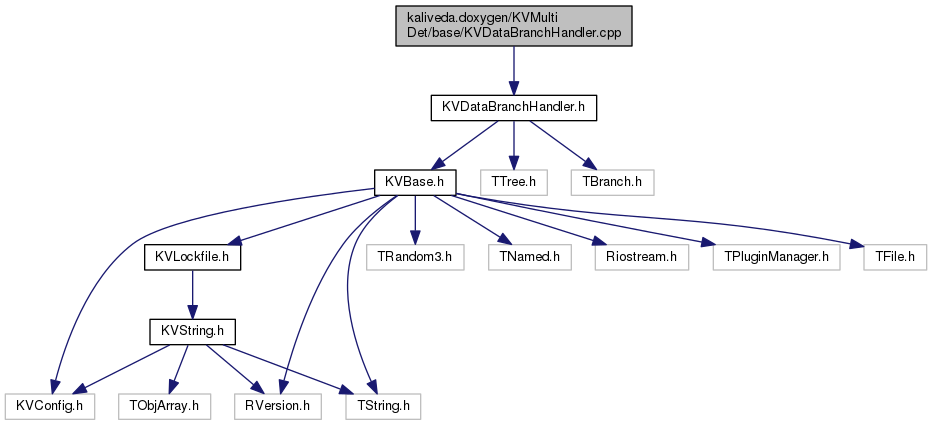 kaliveda.doxygen/KVMulti
Det/base/KVDataBranchHandler.cpp
KVDataBranchHandler.h
KVBase.h
TTree.h
TBranch.h
KVLockfile.h
TRandom3.h
TNamed.h
Riostream.h
TPluginManager.h
TFile.h
KVString.h
KVConfig.h
TObjArray.h
RVersion.h
TString.h